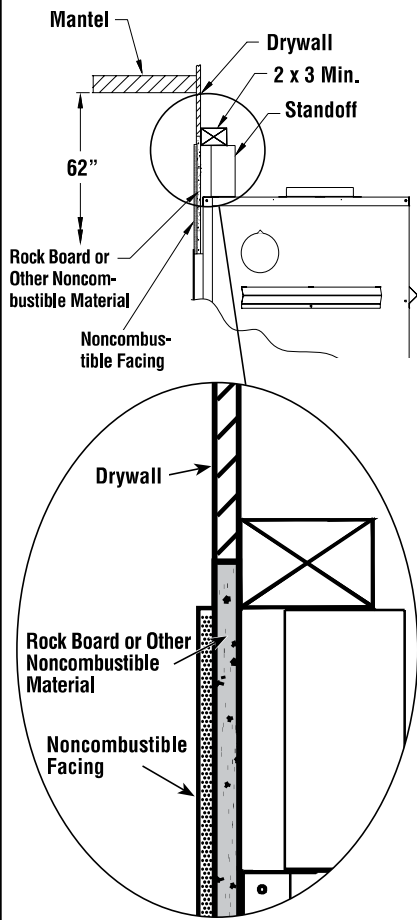 Mantel
Drywall
2 x 3 Min.
Standoff
62”
Rock Board or
Other Noncom-
bustible Material
Noncombus-
tible Facing
Drywall
Rock Board or Other
Noncombustible
Material
Noncombustible
Facing